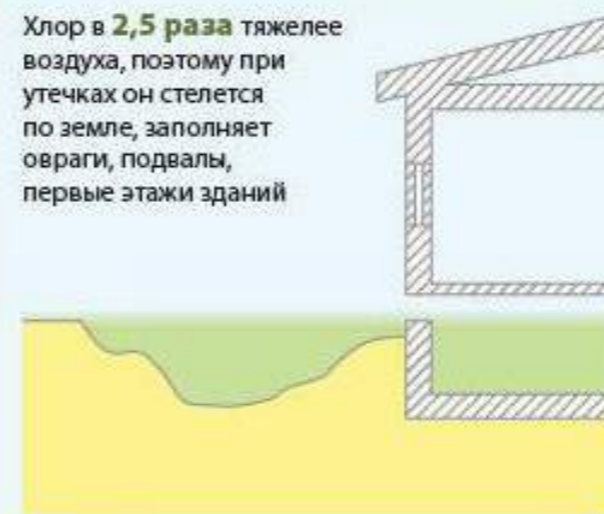 Хлор в 2,5 раза тяжелее
воздуха, поэтому при
утечках он стелется
по земле, заполняет
овраги, подвалы,
первые этажи зданий